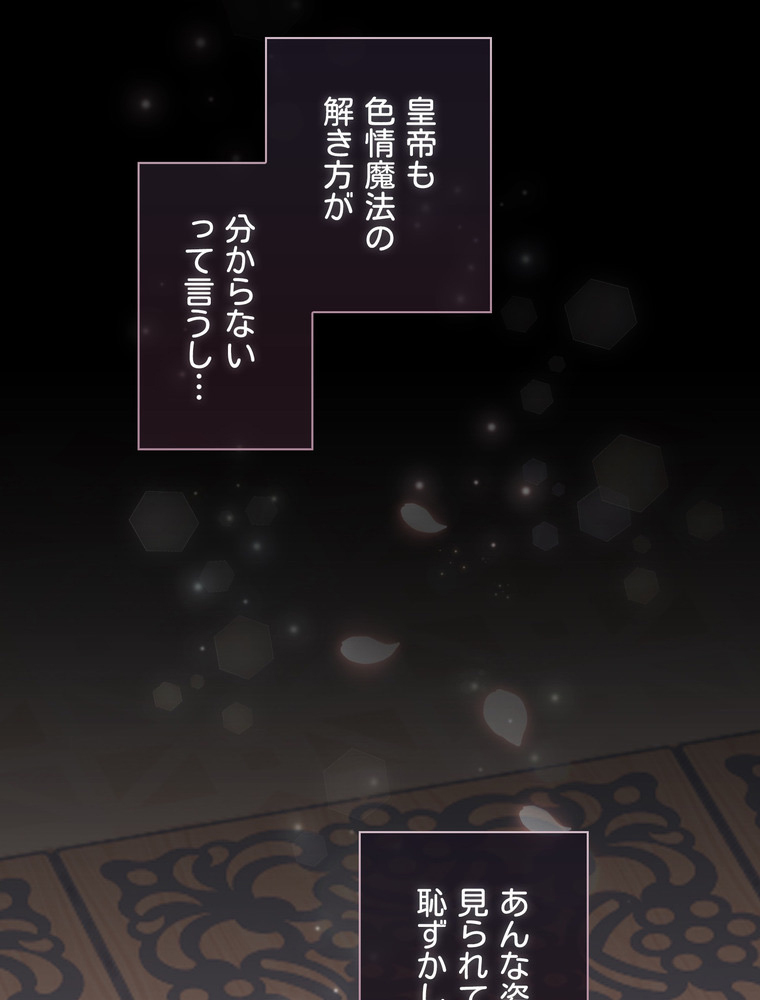 皇帝も
色情魔法の
解き方が
分からない
って言うし…
あんな姿
見られて
恥ずかし